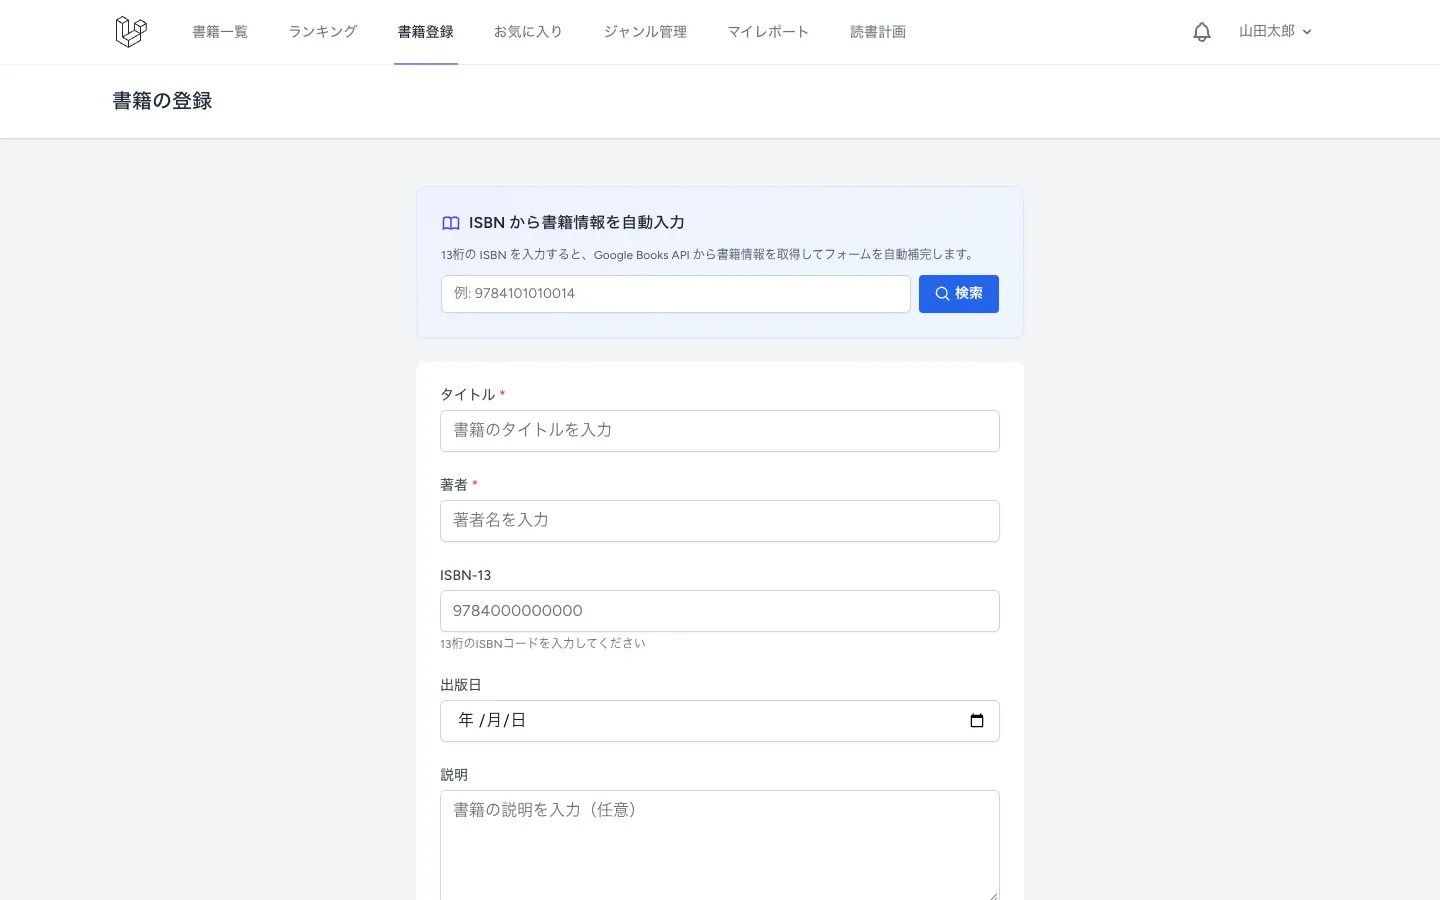 書籍一覧 ランキング 書籍登録 お気に入り ジャンル管理 マイレポート 読書計画 山田太郎
書籍の登録
ISBN から書籍情報を自動入力
13桁の ISBN を入力すると、Google Books API から書籍情報を取得してフォームを自動補完します。
例: 9784101010014 検索
タイトル *
書籍のタイトルを入力
著者 *
著者名を入力
ISBN-13
9784000000000
13桁のISBNコードを入力してください
出版日
年 /月/日
説明
書籍の説明を入力（任意）